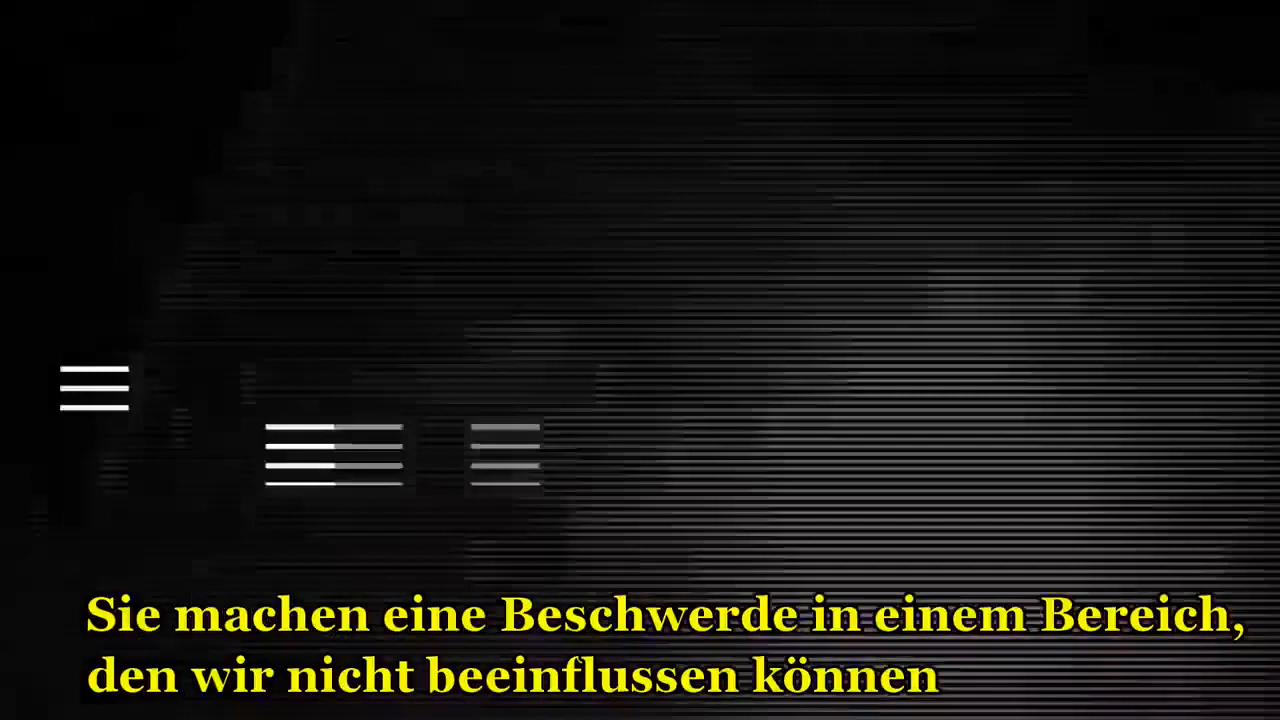 Sie machen eine Beschwerde in einem Bereich,
den wir nicht beeinflussen können